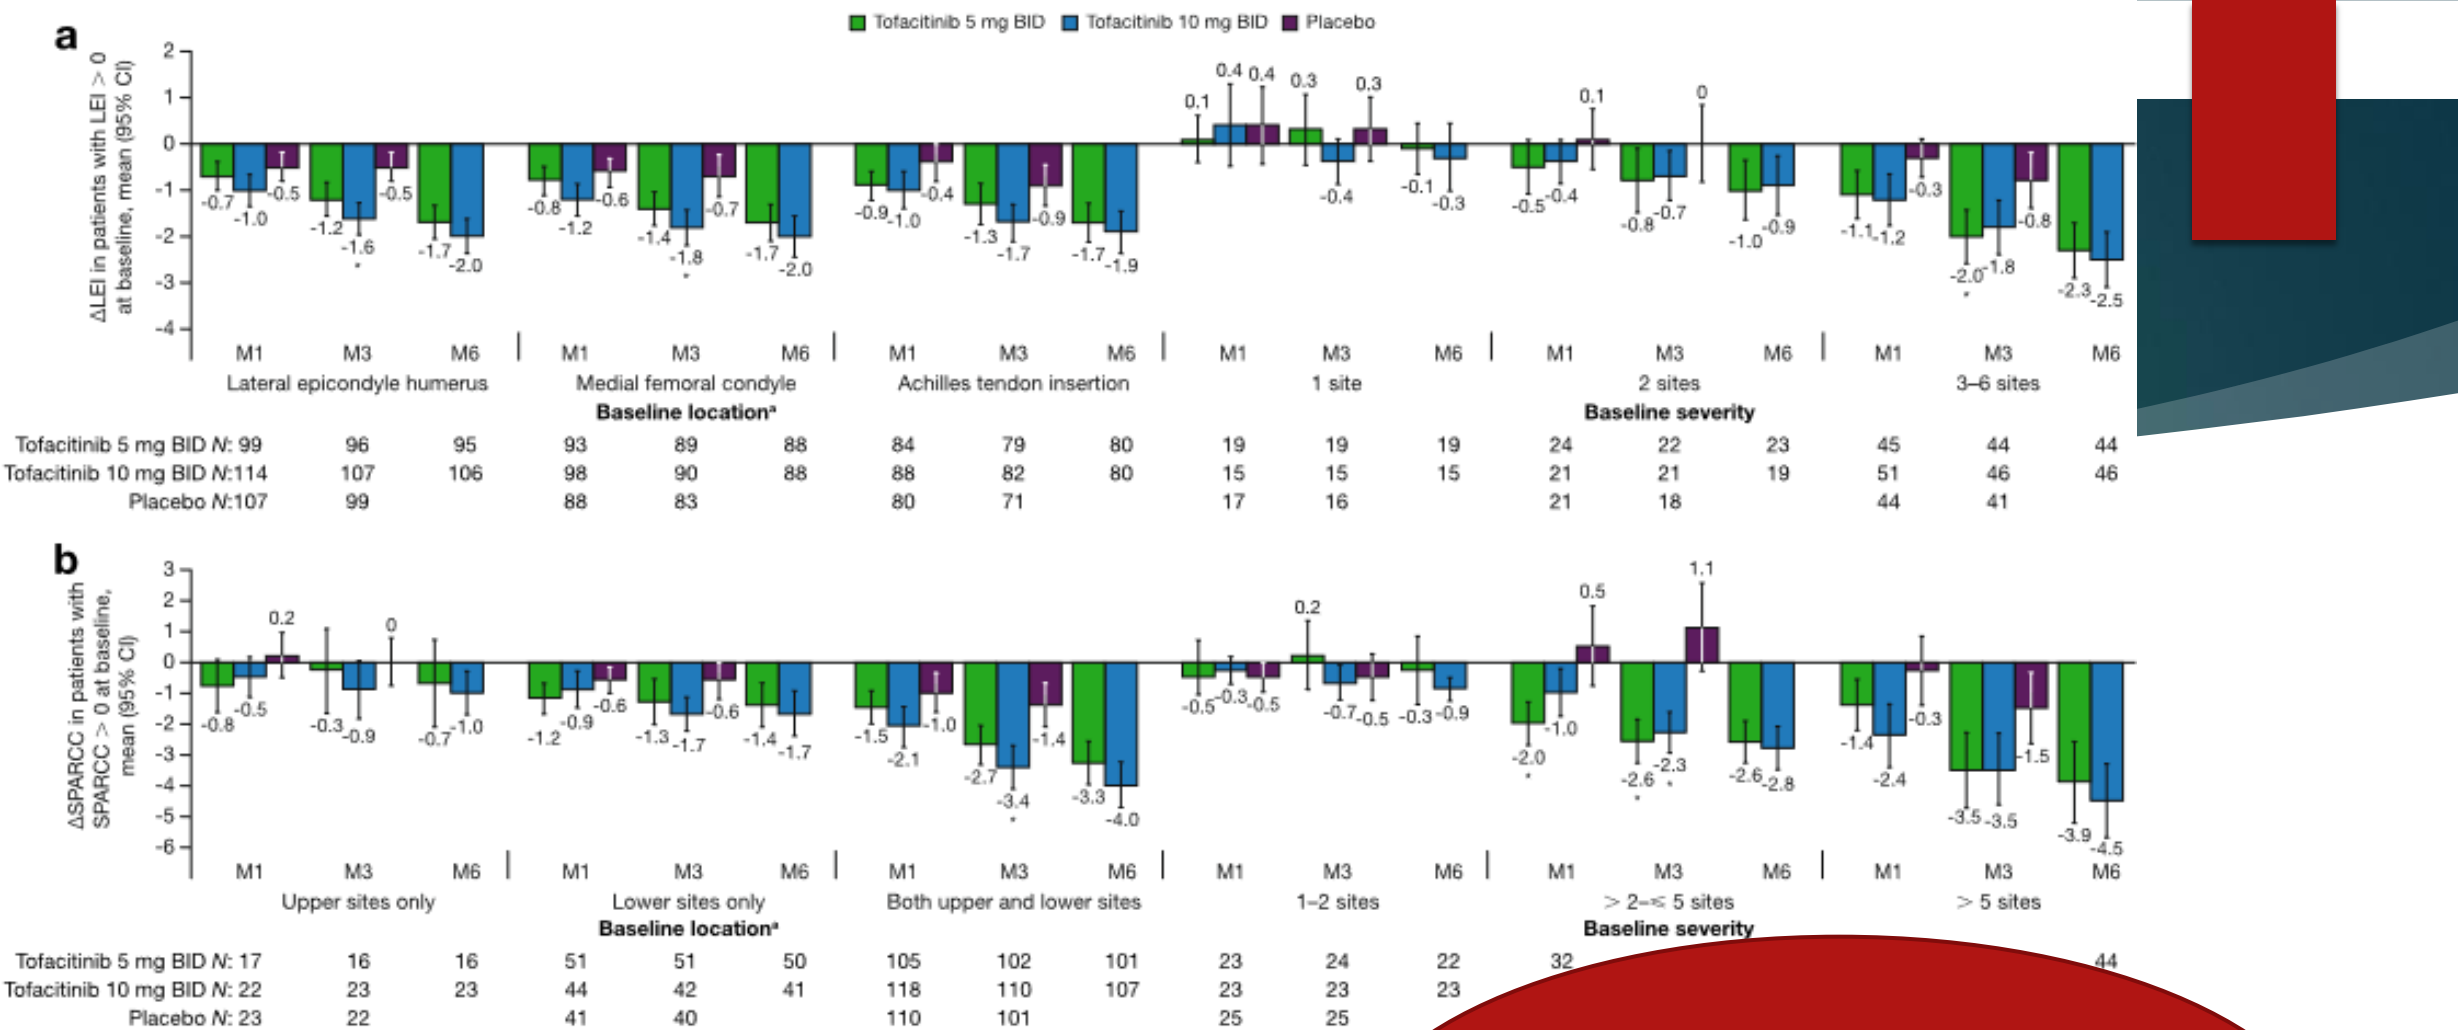 Tofacitinib 5 mg BID Tofacitinib 10 mg BID Placebo
a
ΔLEI in patients with LEI > 0
at baseline, mean (95% CI)
2
1
0
-1
-2
-3
-4
0.1 0.4 0.4 0.3 0.3 0.1 0
-0.7 -1.0 -0.5 -1.2 -1.6 -0.5 -1.7 -2.0
*
-0.8 -1.2 -0.6 -1.4 -1.8 -0.7 -1.7 -2.0
*
-0.9 -1.0 -0.4 -1.3 -1.7 -0.9 -1.7 -1.9
-0.4 -0.1 -0.3
-0.5 -0.4 -0.8 -0.7 -1.0 -0.9
-1.1 -1.2 -0.3 -2.0 -1.8 -0.8 -2.3 -2.5
*
M1 M3 M6 M1 M3 M6 M1 M3 M6 M1 M3 M6 M1 M3 M6 M1 M3 M6
Lateral epicondyle humerus Medial femoral condyle Achilles tendon insertion 1 site 2 sites 3–6 sites
Baseline locationᵃ Baseline severity
Tofacitinib 5 mg BID N: 99 96 95 93 89 88 84 79 80 19 19 19 24 22 23 45 44 44
Tofacitinib 10 mg BID N:114 107 106 98 90 88 88 82 80 15 15 15 21 21 19 51 46 46
Placebo N:107 99 88 83 80 71 17 16 21 18 44 41
b
ΔSPARCC in patients with
SPARCC > 0 at baseline,
mean (95% CI)
3
2
1
0
-1
-2
-3
-4
-5
-6
0.2 0 0.2 0.5 1.1
-0.8 -0.5 -0.3 -0.9 -0.7 -1.0
-1.2 -0.9 -0.6 -1.3 -1.7 -0.6 -1.4 -1.7
-1.5 -2.1 -1.0 -2.7 -3.4 -1.4 -3.3 -4.0
*
-0.5 -0.3 -0.5 -0.7 -0.5 -0.3 -0.9
-2.0 -1.0 -2.6 -2.3 -2.6 -2.8
* * *
-1.4 -2.4 -0.3 -3.5 -3.5 -1.5 -3.9 -4.5
M1 M3 M6 M1 M3 M6 M1 M3 M6 M1 M3 M6 M1 M3 M6 M1 M3 M6
Upper sites only Lower sites only Both upper and lower sites 1–2 sites > 2–≤ 5 sites > 5 sites
Baseline locationᵃ Baseline severity
Tofacitinib 5 mg BID N: 17 16 16 51 51 50 105 102 101 23 24 22 32 44
Tofacitinib 10 mg BID N: 22 23 23 44 42 41 118 110 107 23 23 23
Placebo N: 23 22 41 40 110 101 25 25